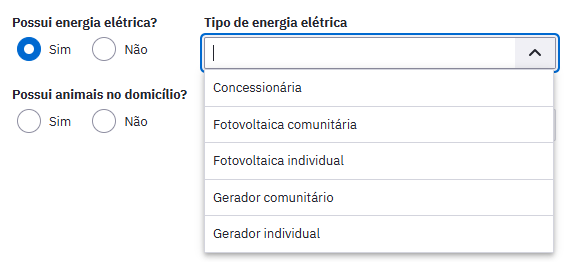 Possui energia elétrica?
Sim
Não
Tipo de energia elétrica
Concessionária
Fotovoltaica comunitária
Fotovoltaica individual
Gerador comunitário
Gerador individual
Possui animais no domicílio?
Sim
Não